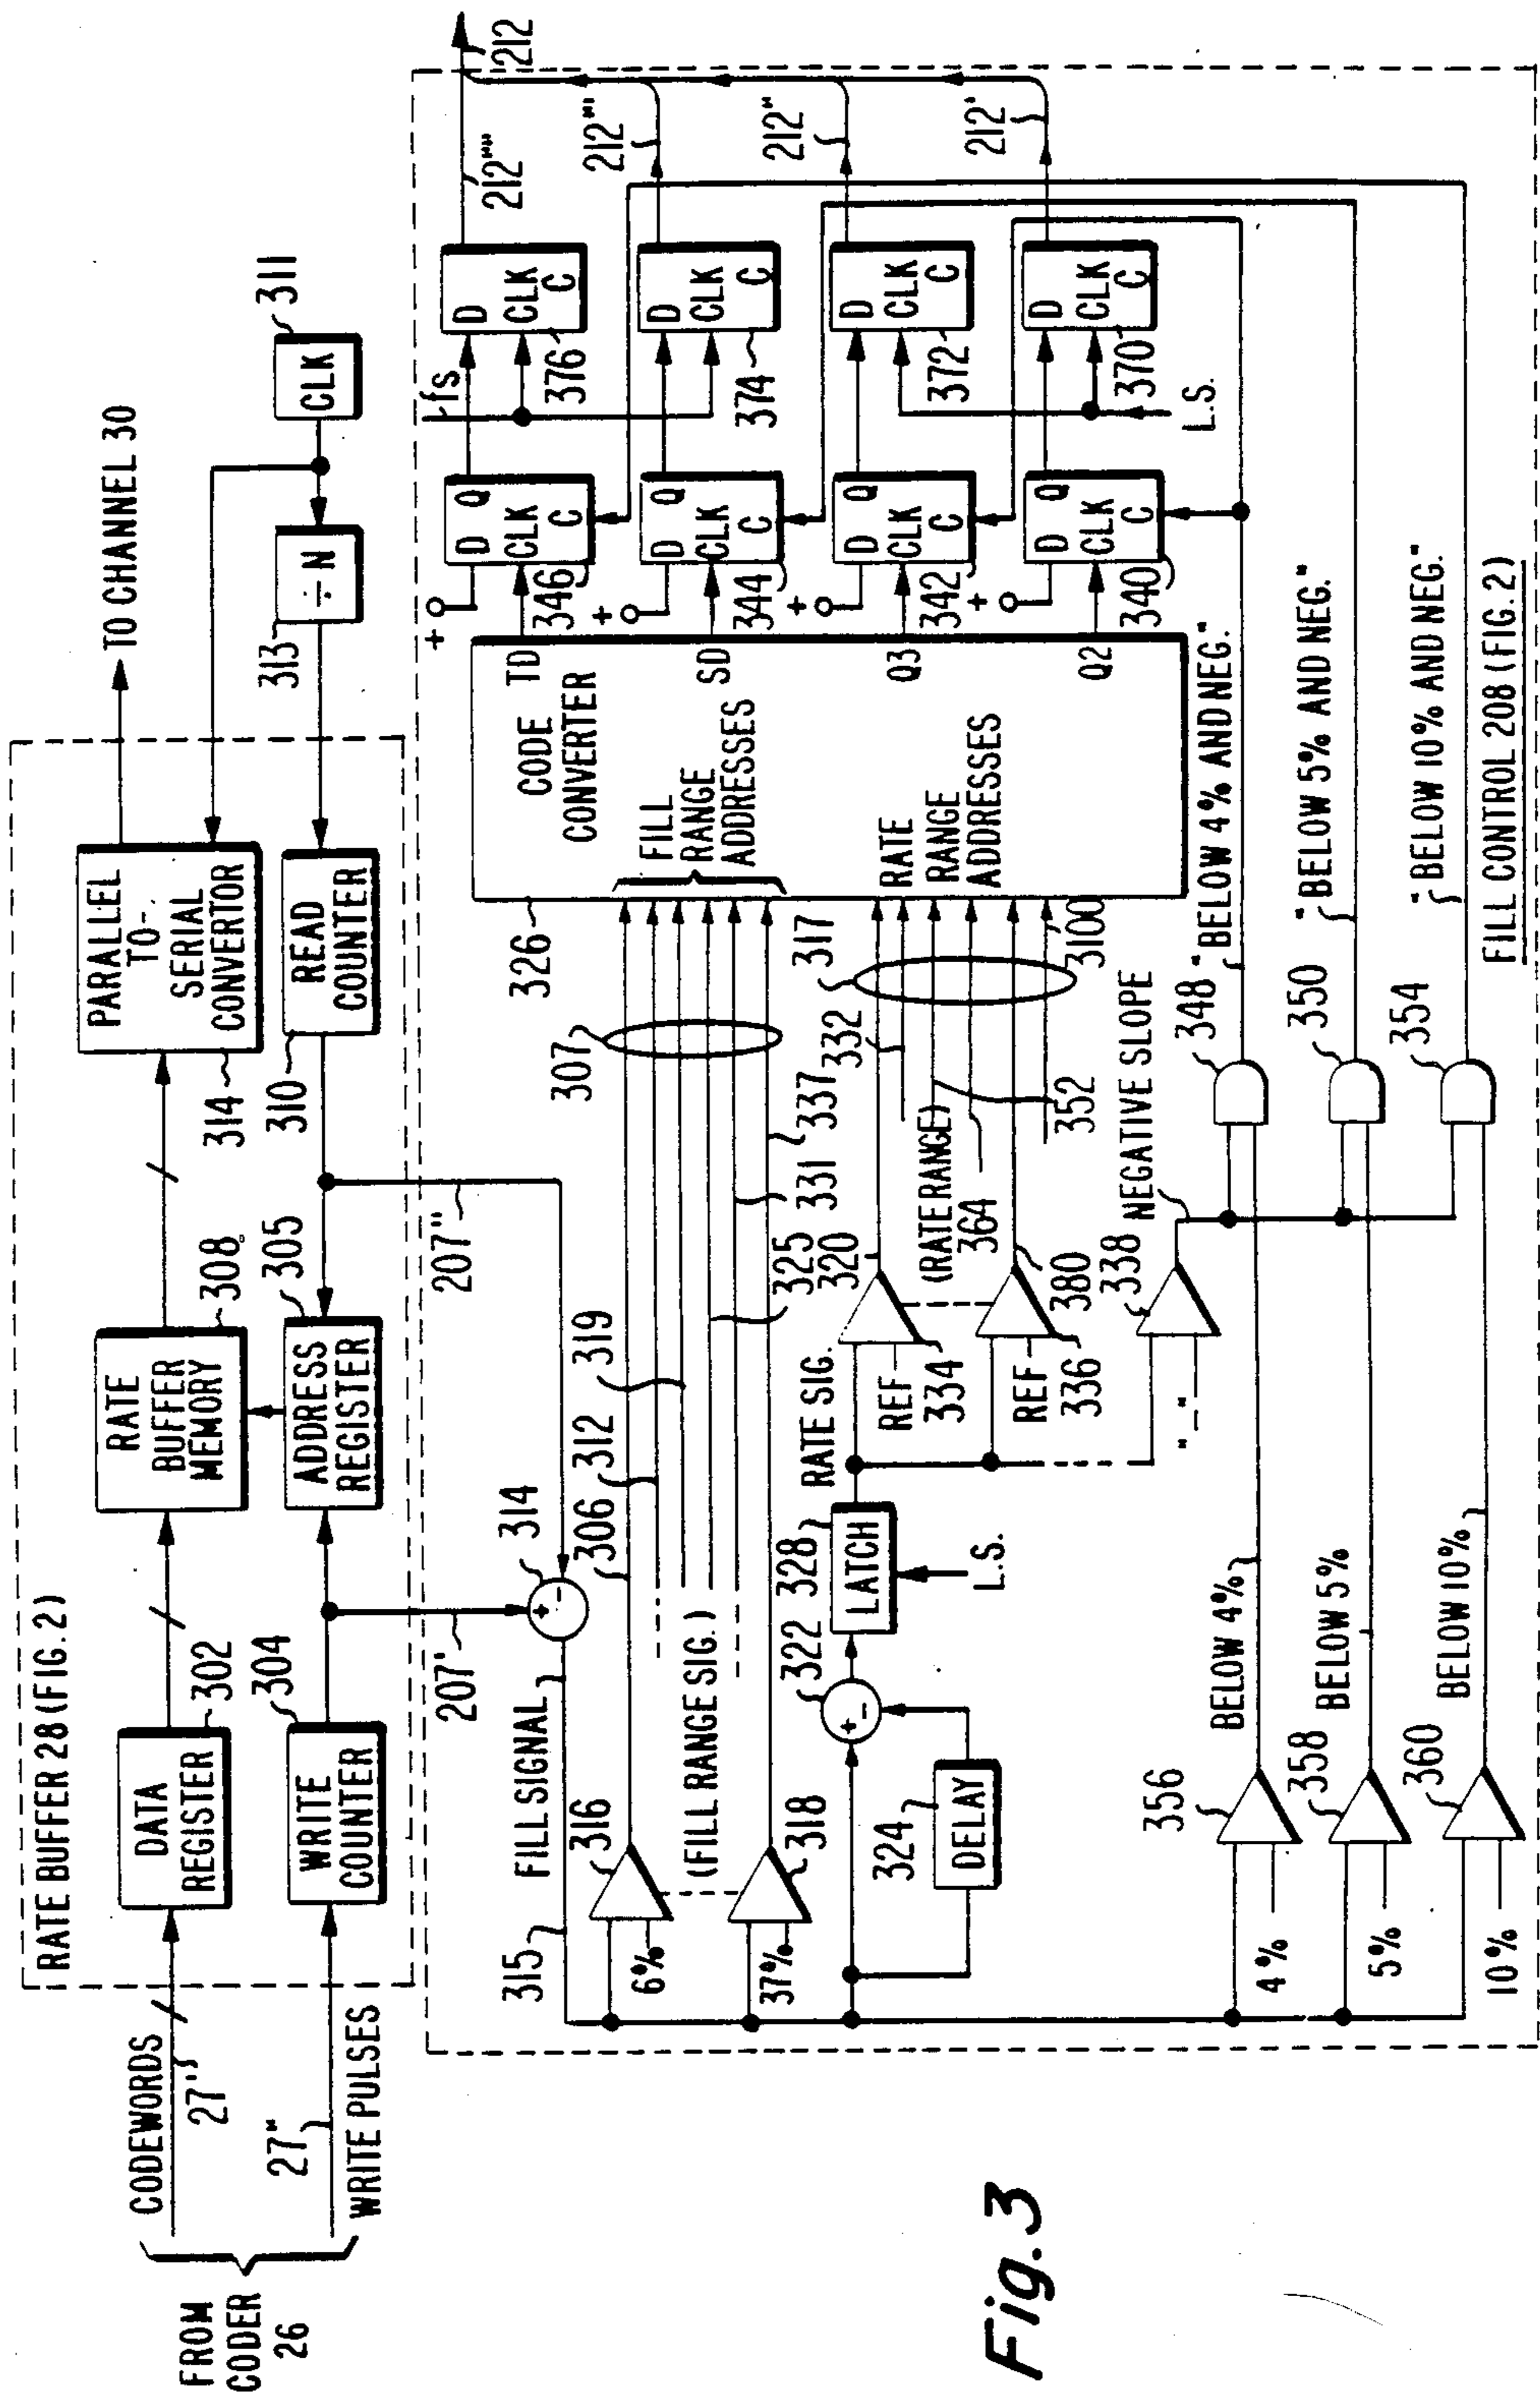 FROM
CODER
26
CODEWORDS
27'
27"
WRITE PULSES
RATE BUFFER 28 (FIG. 2)
DATA
REGISTER
302
WRITE
COUNTER
304
RATE
BUFFER
MEMORY
308
ADDRESS
REGISTER
305
PARALLEL
TO-
SERIAL
CONVERTOR
314
READ
COUNTER
310
TO CHANNEL 30
÷N
313
CLK
311
207'
207"
314
+
-
FILL SIGNAL
315
316
6%
(FILL RANGE SIG.)
37%
318
306
312
319
325
331
337
307
326
CODE
CONVERTER
FILL
RANGE
ADDRESSES
RATE
RANGE
ADDRESSES
TD
SD
Q3
Q2
322
+
-
324
DELAY
328
LATCH
L.S.
RATE SIG.
REF
334
REF
336
320
(RATE RANGE)
364
380
332
352
317
3100
338
"-"
NEGATIVE SLOPE
356
4%
BELOW 4%
358
5%
BELOW 5%
360
10%
BELOW 10%
348
350
354
"BELOW 4% AND NEG."
"BELOW 5% AND NEG."
"BELOW 10% AND NEG."
+
D Q
CLK
C
346
+
D Q
CLK
C
344
+
D Q
CLK
C
342
+
D Q
CLK
C
340
fs
D
CLK
C
376
D
CLK
C
374
D
CLK
C
372
D
CLK
C
370
L.S.
212""
212"'
212"
212'
212
FILL CONTROL 208 (FIG. 2)
Fig. 3